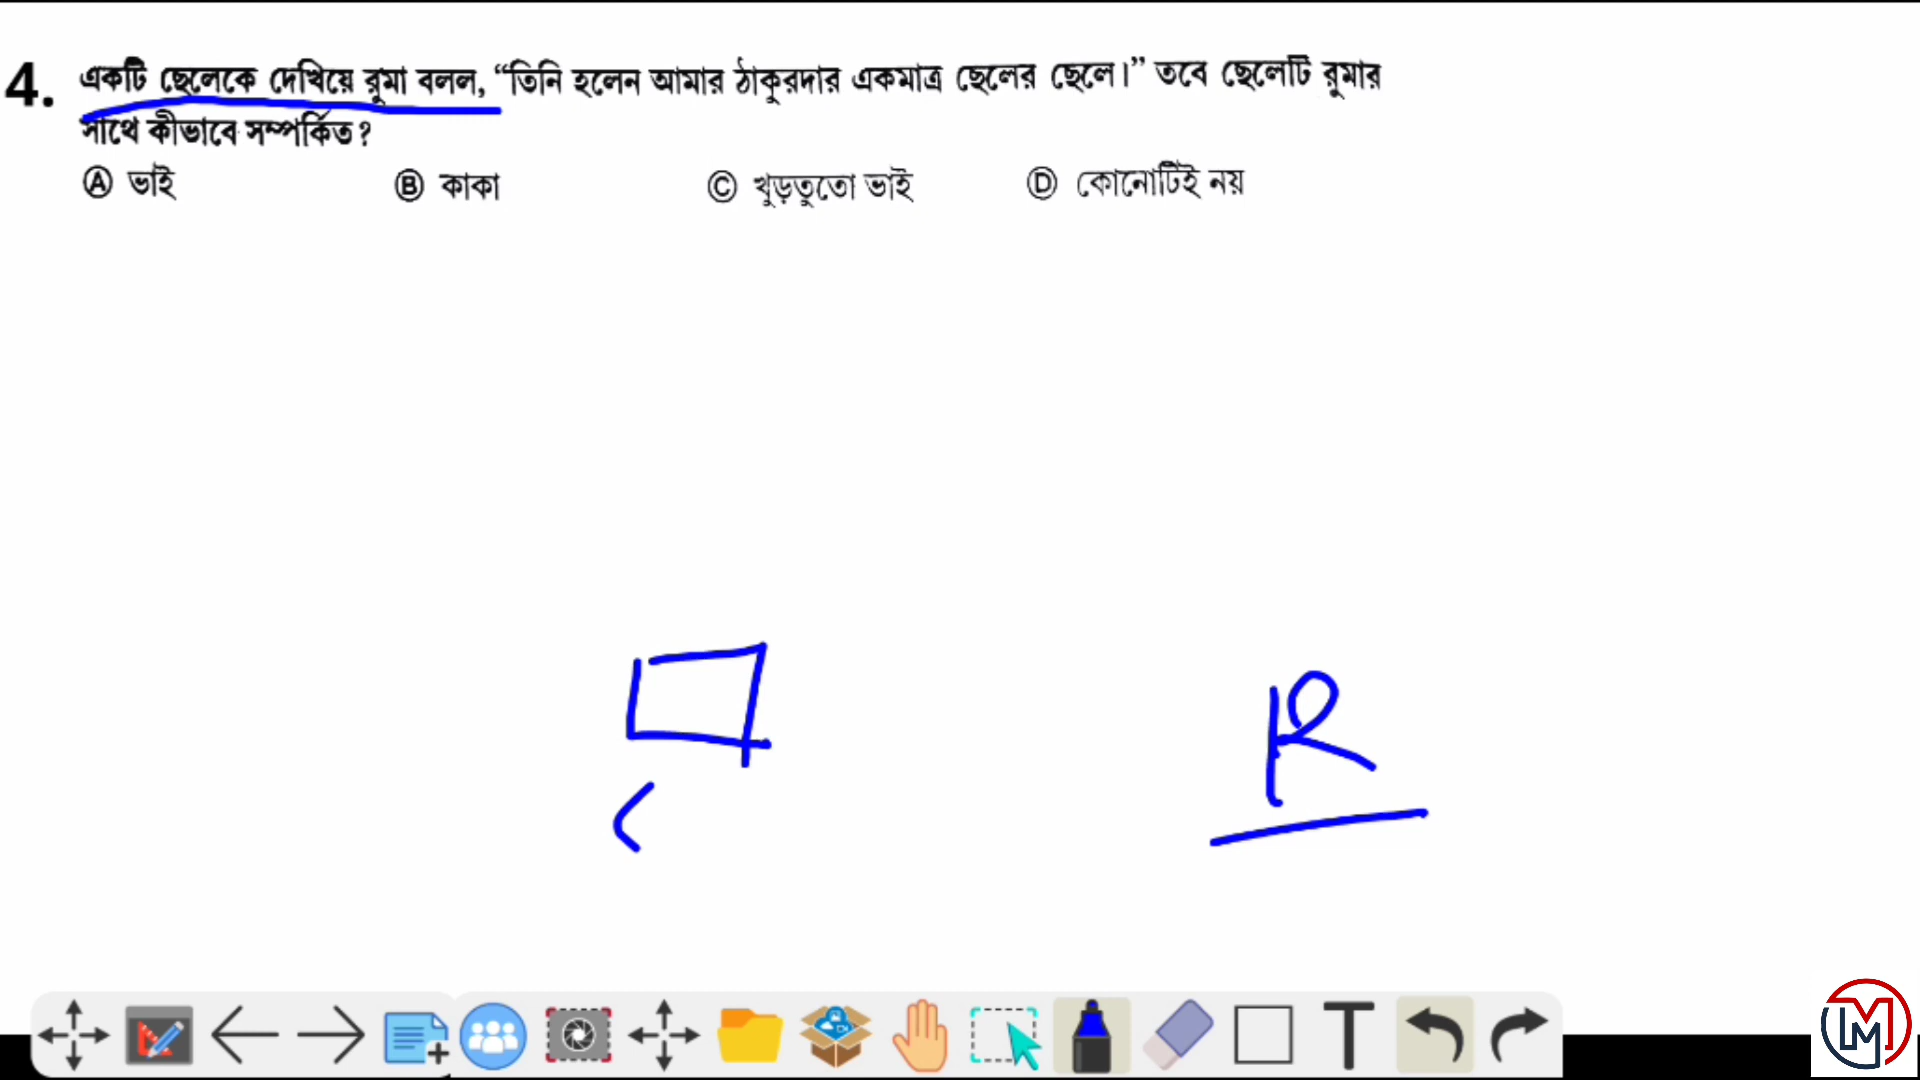 4. একটি ছেলেকে দেখিয়ে রুমা বলল, “তিনি হলেন আমার ঠাকুরদার একমাত্র ছেলের ছেলে।” তবে ছেলেটি রুমার
সাথে কীভাবে সম্পর্কিত?
Ⓐ ভাই Ⓑ কাকা Ⓒ খুড়তুতো ভাই Ⓓ কোনোটিই নয়
R
T